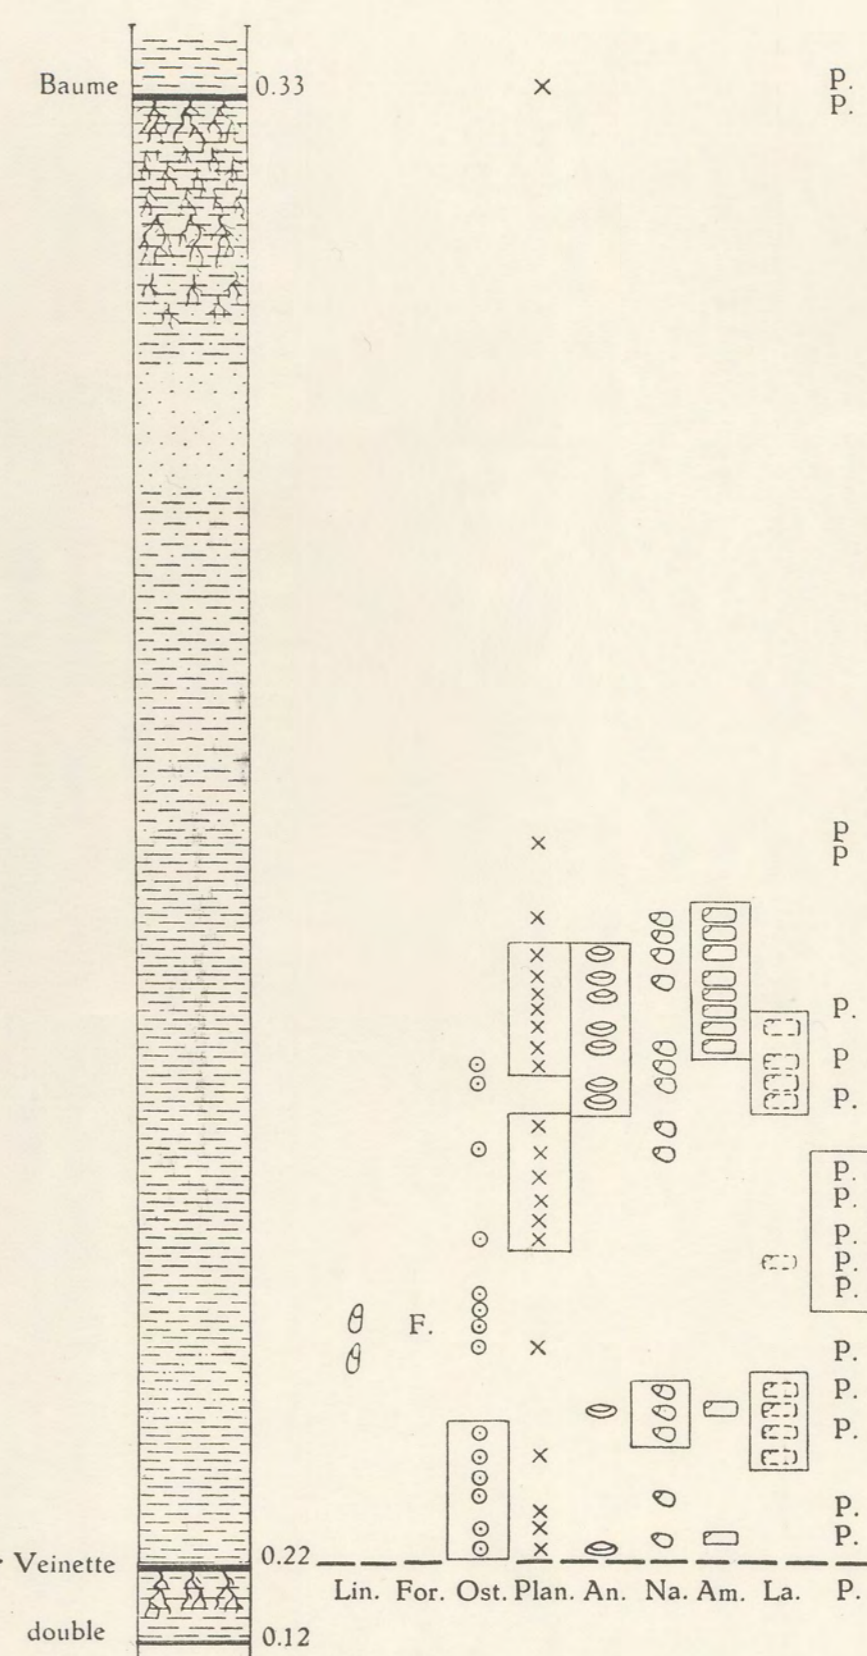 Baume 0.33 P.
P.
P
P
P.
P
P.
P.
P.
P.
P.
P.
F.
P.
P.
P.
P.
P.
Veinette 0.22
Lin. For. Ost. Plan. An. Na. Am. La. P.
double 0.12